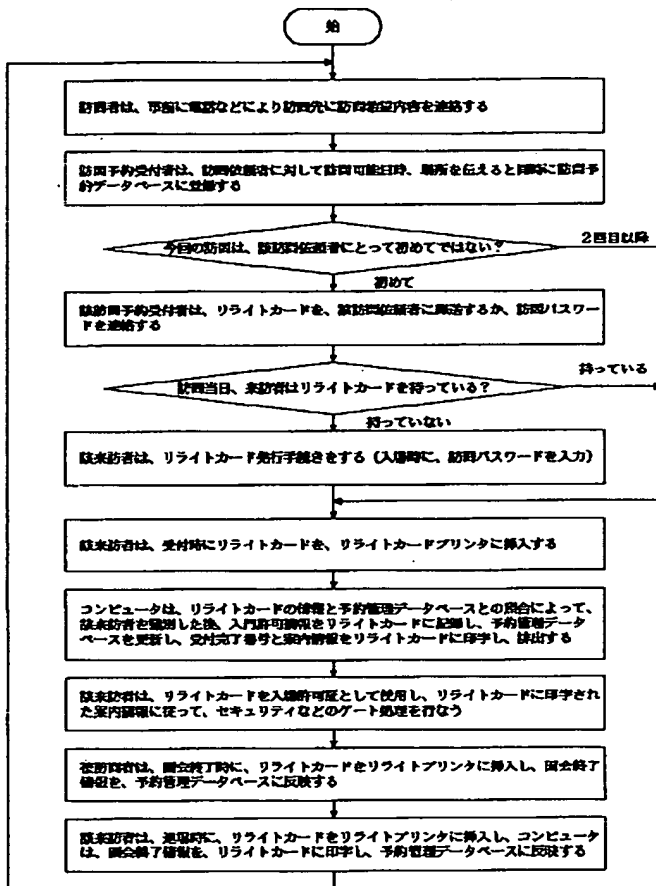 始
訪問者は、事前に電話などにより訪問先に訪問希望内容を連絡する
訪問予約受付者は、訪問依頼者に対して訪問可能日時、場所を伝えると同時に訪問予
約データベースに登録する
今回の訪問は、該訪問依頼者にとって初めてではない？
2回目以降
初めて
該訪問予約受付者は、リライトカードを、該訪問依頼者に郵送するか、訪問パスワー
ドを連絡する
訪問当日、来訪者はリライトカードを持っている？
持っている
持っていない
該来訪者は、リライトカード発行手続きをする（入場時に、訪問パスワードを入力）
該来訪者は、受付時にリライトカードを、リライトカードプリンタに挿入する
コンピュータは、リライトカードの情報と予約管理データベースとの照合によって、
該来訪者を識別した後、入門許可情報をリライトカードに記録し、予約管理データ
ベースを更新し、受付完了番号と案内情報をリライトカードに印字し、排出する
該来訪者は、リライトカードを入場許可証として使用し、リライトカードに印字され
た案内情報に従って、セキュリティなどのゲート処理を行なう
被訪問者は、面会終了時に、リライトカードをリライトプリンタに挿入し、面会終了
情報を、予約管理データベースに反映する
該来訪者は、退場時に、リライトカードをリライトプリンタに挿入し、コンピュータ
は、面会終了情報を、リライトカードに印字し、予約管理データベースに反映する